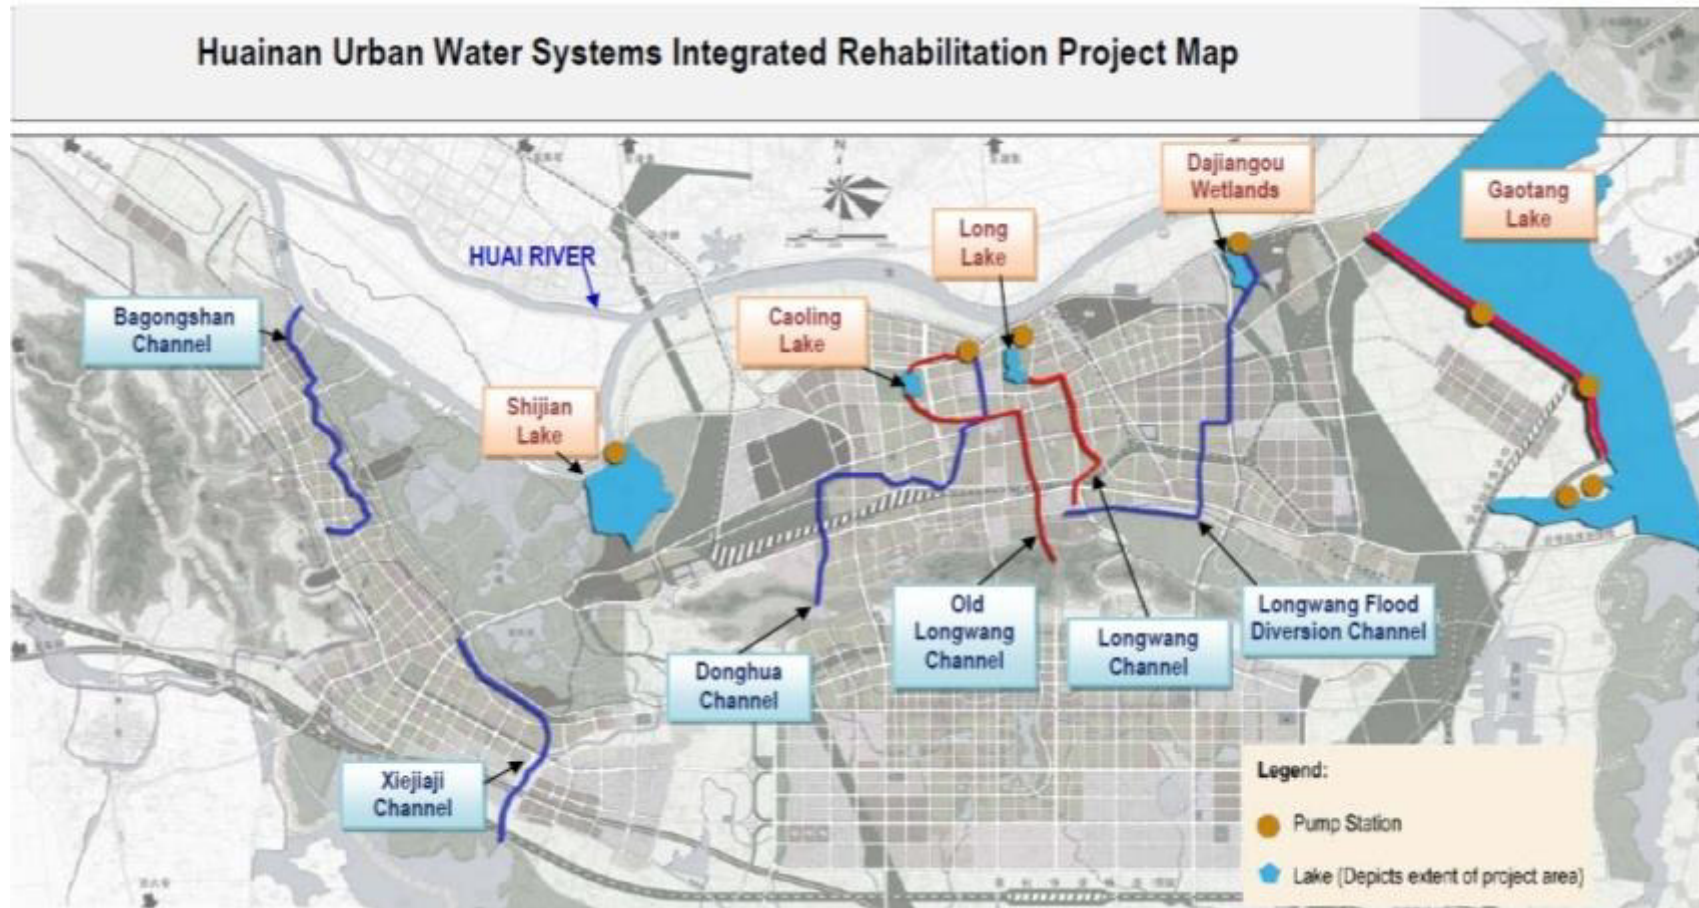 Huainan Urban Water Systems Integrated Rehabilitation Project Map
N
Dajiangou
Wetlands
Gaotang
Lake
Long
Lake
HUAI RIVER
Bagongshan
Channel
Caoling
Lake
Shijian
Lake
Old
Longwang
Channel
Longwang
Channel
Longwang Flood
Diversion Channel
Donghua
Channel
Xiejiaji
Channel
Legend:
Pump Station
Lake (Depicts extent of project area)